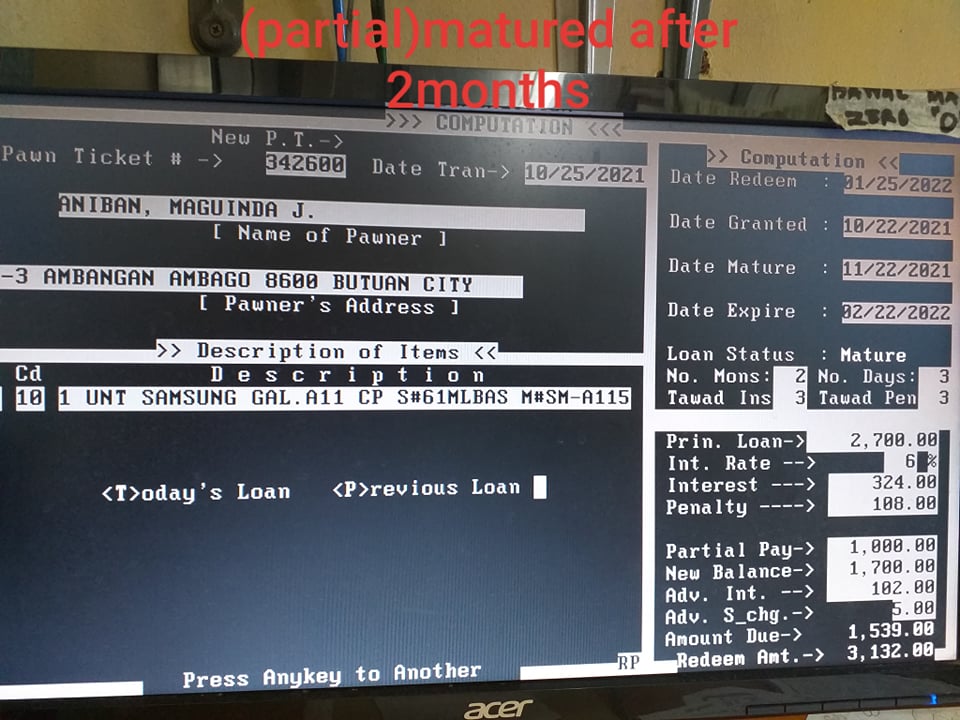 (partial)matured after
2months
>>> COMPUTATION <<<
New P.T.->
Pawn Ticket # -> 342600 Date Tran-> 10/25/2021
ANIBAN, MAGUINDA J.
[ Name of Pawner ]
-3 AMBANGAN AMBAGO 8600 BUTUAN CITY
[ Pawner's Address ]
>> Description of Items <<
Cd D e s c r i p t i o n
10 1 UNT SAMSUNG GAL.A11 CP S#61MLBAS M#SM-A115
<T>oday's Loan <P>revious Loan
Press Anykey to Another
RP
>> Computation <<
Date Redeem : 01/25/2022
Date Granted : 10/22/2021
Date Mature : 11/22/2021
Date Expire : 02/22/2022
Loan Status : Mature
No. Mons: 2 No. Days: 3
Tawad Ins 3 Tawad Pen 3
Prin. Loan-> 2,700.00
Int. Rate --> 6 %
Interest ---> 324.00
Penalty ----> 108.00
Partial Pay-> 1,000.00
New Balance-> 1,700.00
Adv. Int. --> 102.00
Adv. S_chg.-> 5.00
Amount Due-> 1,539.00
Redeem Amt.-> 3,132.00
ZERO
acer